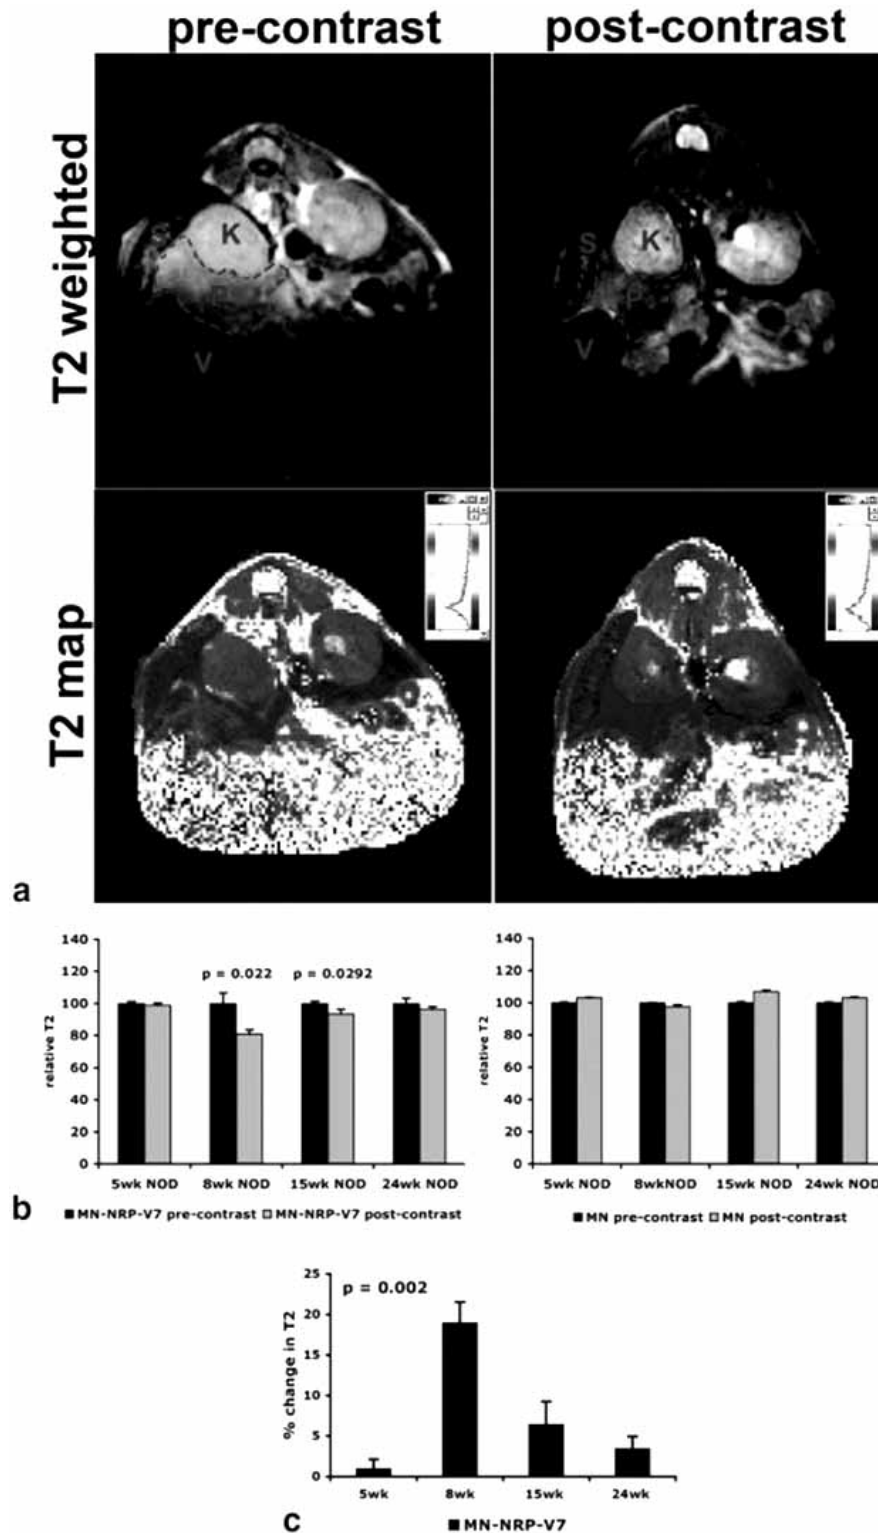 pre-contrast post-contrast
T2 weighted
S K P V
S K P V
T2 map
a
140 120 100 80 60 40 20 0
relative T2
p = 0.022 p = 0.0292
5wk NOD 8wk NOD 15wk NOD 24wk NOD
MN-NRP-V7 pre-contrast MN-NRP-V7 post-contrast
140 120 100 80 60 40 20 0
relative T2
5wk NOD 8wkNOD 15wk NOD 24wk NOD
MN pre-contrast MN post-contrast
b
25 20 15 10 5 0
% change in T2
p = 0.002
5wk 8wk 15wk 24wk
MN-NRP-V7
c